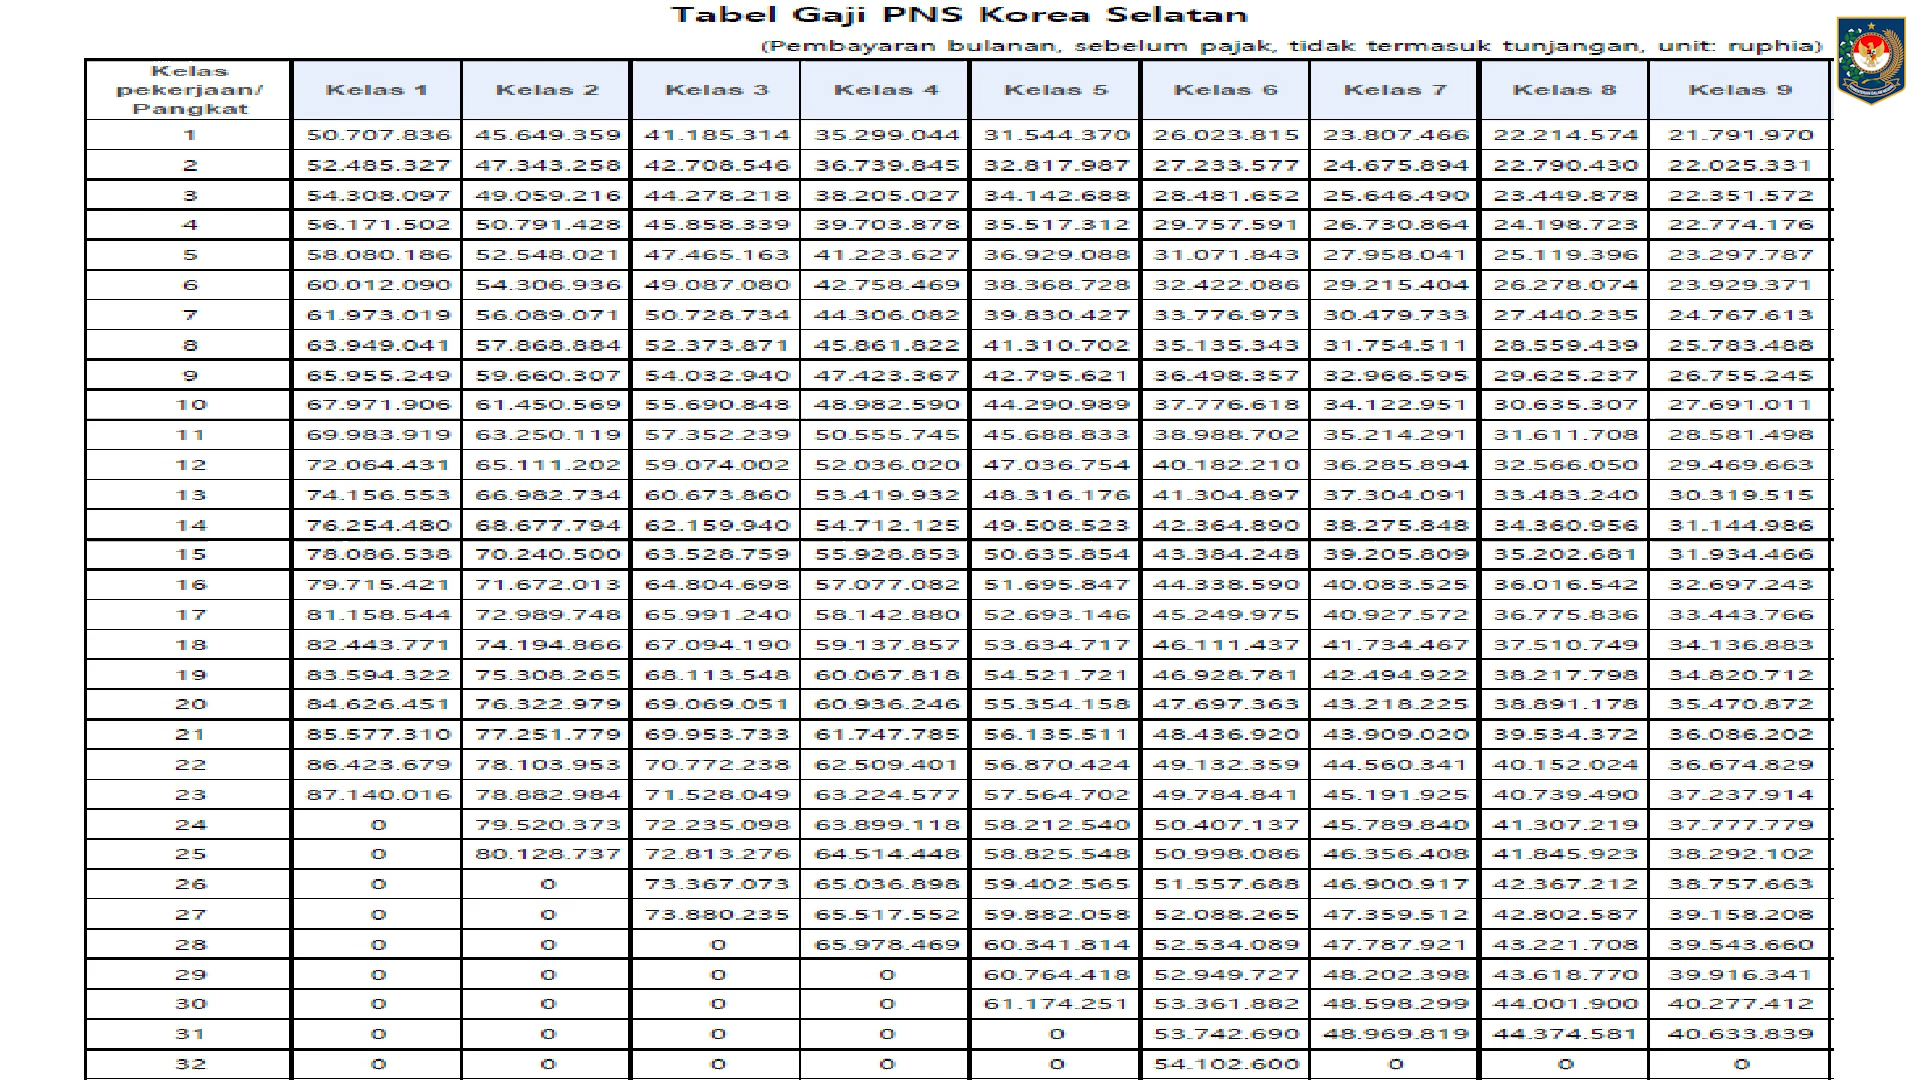 Tabel Gaji PNS Korea Selatan
(Pembayaran bulanan, sebelum pajak, tidak termasuk tunjangan, unit: ruphia)
Kelas pekerjaan/ Pangkat Kelas 1 Kelas 2 Kelas 3 Kelas 4 Kelas 5 Kelas 6 Kelas 7 Kelas 8 Kelas 9
1 50.707.836 45.649.359 41.185.314 35.299.044 31.544.370 26.023.815 23.807.466 22.214.574 21.791.970
2 52.485.327 47.343.258 42.708.546 36.739.845 32.817.987 27.233.577 24.675.894 22.790.430 22.025.331
3 54.308.097 49.059.216 44.278.218 38.205.027 34.142.688 28.481.652 25.646.490 23.449.878 22.351.572
4 56.171.502 50.791.428 45.858.339 39.703.878 35.517.312 29.757.591 26.730.864 24.198.723 22.774.176
5 58.080.186 52.548.021 47.465.163 41.223.627 36.929.088 31.071.843 27.958.041 25.119.396 23.297.787
6 60.012.090 54.306.936 49.087.080 42.758.469 38.368.728 32.422.086 29.215.404 26.278.074 23.929.371
7 61.973.019 56.089.071 50.728.734 44.306.082 39.830.427 33.776.973 30.479.733 27.440.235 24.767.613
8 63.949.041 57.868.884 52.373.871 45.861.822 41.310.702 35.135.343 31.754.511 28.559.439 25.783.488
9 65.955.249 59.660.307 54.032.940 47.423.367 42.795.621 36.498.357 32.966.595 29.625.237 26.755.245
10 67.971.906 61.450.569 55.690.848 48.982.590 44.290.989 37.776.618 34.122.951 30.635.307 27.691.011
11 69.983.919 63.250.119 57.352.239 50.555.745 45.688.833 38.988.702 35.214.291 31.611.708 28.581.498
12 72.064.431 65.111.202 59.074.002 52.036.020 47.036.754 40.182.210 36.285.894 32.566.050 29.469.663
13 74.156.553 66.982.734 60.673.860 53.419.932 48.316.176 41.304.897 37.304.091 33.483.240 30.319.515
14 76.254.480 68.677.794 62.159.940 54.712.125 49.508.523 42.364.890 38.275.848 34.360.956 31.144.986
15 78.086.538 70.240.500 63.528.759 55.928.853 50.635.854 43.384.248 39.205.809 35.202.681 31.934.466
16 79.715.421 71.672.013 64.804.698 57.077.082 51.695.847 44.338.590 40.083.525 36.016.542 32.697.243
17 81.158.544 72.989.748 65.991.240 58.142.880 52.693.146 45.249.975 40.927.572 36.775.836 33.443.766
18 82.443.771 74.194.866 67.094.190 59.137.857 53.634.717 46.111.437 41.734.467 37.510.749 34.136.883
19 83.594.322 75.308.265 68.113.548 60.067.818 54.521.721 46.928.781 42.494.922 38.217.798 34.820.712
20 84.626.451 76.322.979 69.069.051 60.936.246 55.354.158 47.697.363 43.218.225 38.891.178 35.470.872
21 85.577.310 77.251.779 69.953.733 61.747.785 56.135.511 48.436.920 43.909.020 39.534.372 36.086.202
22 86.423.679 78.103.953 70.772.238 62.509.401 56.870.424 49.132.359 44.560.341 40.152.024 36.674.829
23 87.140.016 78.882.984 71.528.049 63.224.577 57.564.702 49.784.841 45.191.925 40.739.490 37.237.914
24 0 79.520.373 72.235.098 63.899.118 58.212.540 50.407.137 45.789.840 41.307.219 37.777.779
25 0 80.128.737 72.813.276 64.514.448 58.825.548 50.998.086 46.356.408 41.845.923 38.292.102
26 0 0 73.367.073 65.036.898 59.402.565 51.557.688 46.900.917 42.367.212 38.757.663
27 0 0 73.880.235 65.517.552 59.882.058 52.088.265 47.359.512 42.802.587 39.158.208
28 0 0 0 65.978.469 60.341.814 52.534.089 47.787.921 43.221.708 39.543.660
29 0 0 0 0 60.764.418 52.949.727 48.202.398 43.618.770 39.916.341
30 0 0 0 0 61.174.251 53.361.882 48.598.299 44.001.900 40.277.412
31 0 0 0 0 0 53.742.690 48.969.819 44.374.581 40.633.839
32 0 0 0 0 0 54.102.600 0 0 0